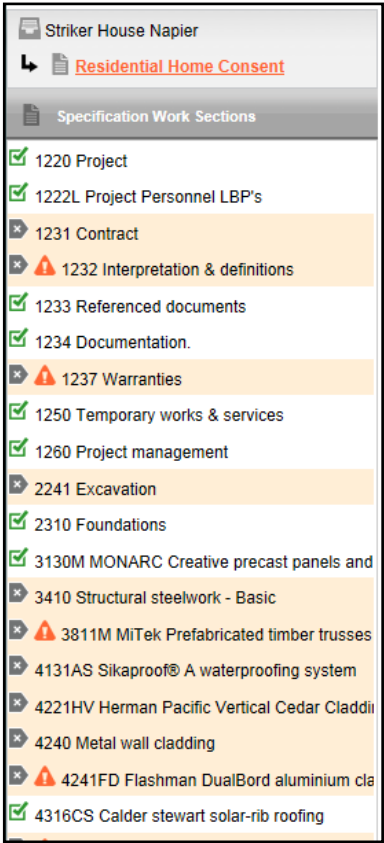 Striker House Napier
Residential Home Consent
Specification Work Sections
1220 Project
1222L Project Personnel LBP's
1231 Contract
1232 Interpretation & definitions
1233 Referenced documents
1234 Documentation.
1237 Warranties
1250 Temporary works & services
1260 Project management
2241 Excavation
2310 Foundations
3130M MONARC Creative precast panels and
3410 Structural steelwork - Basic
3811M MiTek Prefabricated timber trusses
4131AS Sikaproof® A waterproofing system
4221HV Herman Pacific Vertical Cedar Claddi
4240 Metal wall cladding
4241FD Flashman DualBord aluminium cla
4316CS Calder stewart solar-rib roofing